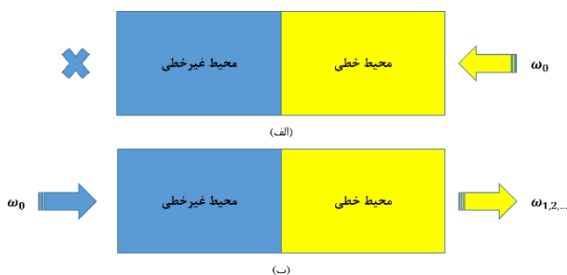 محیط غیرخطی محیط خطی ω0
(الف)
ω0 محیط غیرخطی محیط خطی ω1,2,...
(ب)